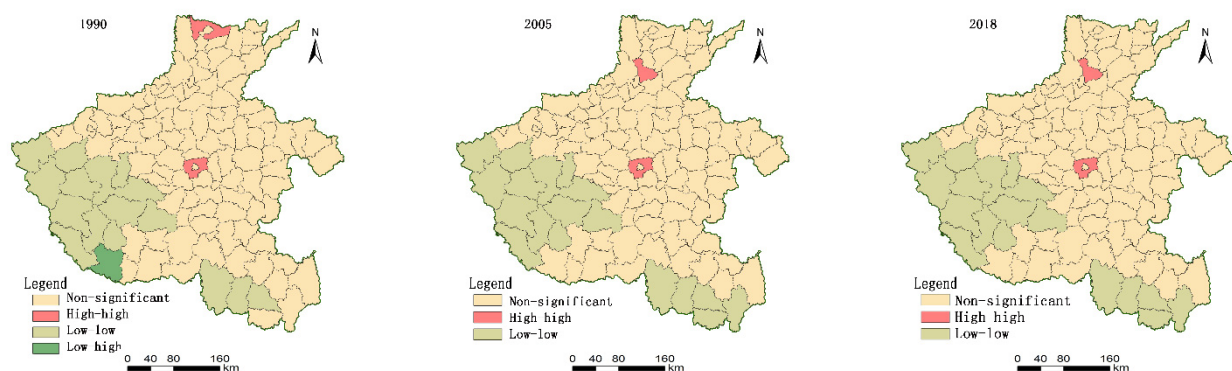 1990
N
Legend
Non-significant
High-high
Low-low
Low high
0 40 80 160
km
2005
N
Legend
Non-significant
High high
Low-low
0 40 80 160
km
2018
N
Legend
Non-significant
High high
Low-low
0 40 80 160
km